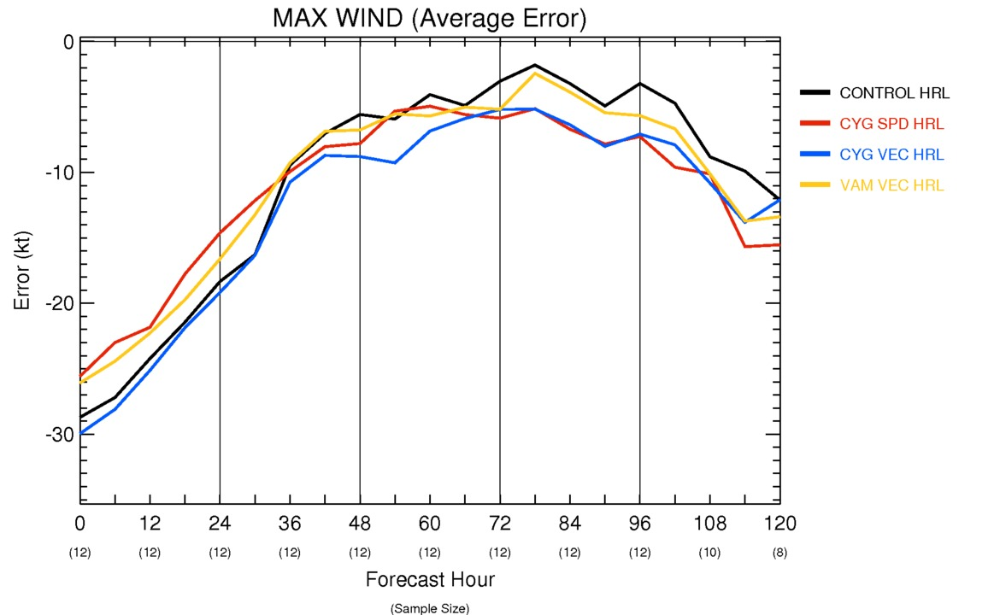 MAX WIND (Average Error)
0
-10
-20
-30
Error (kt)
CONTROL HRL
CYG SPD HRL
CYG VEC HRL
VAM VEC HRL
0 12 24 36 48 60 72 84 96 108 120
(12) (12) (12) (12) (12) (12) (12) (12) (12) (10) (8)
Forecast Hour
(Sample Size)